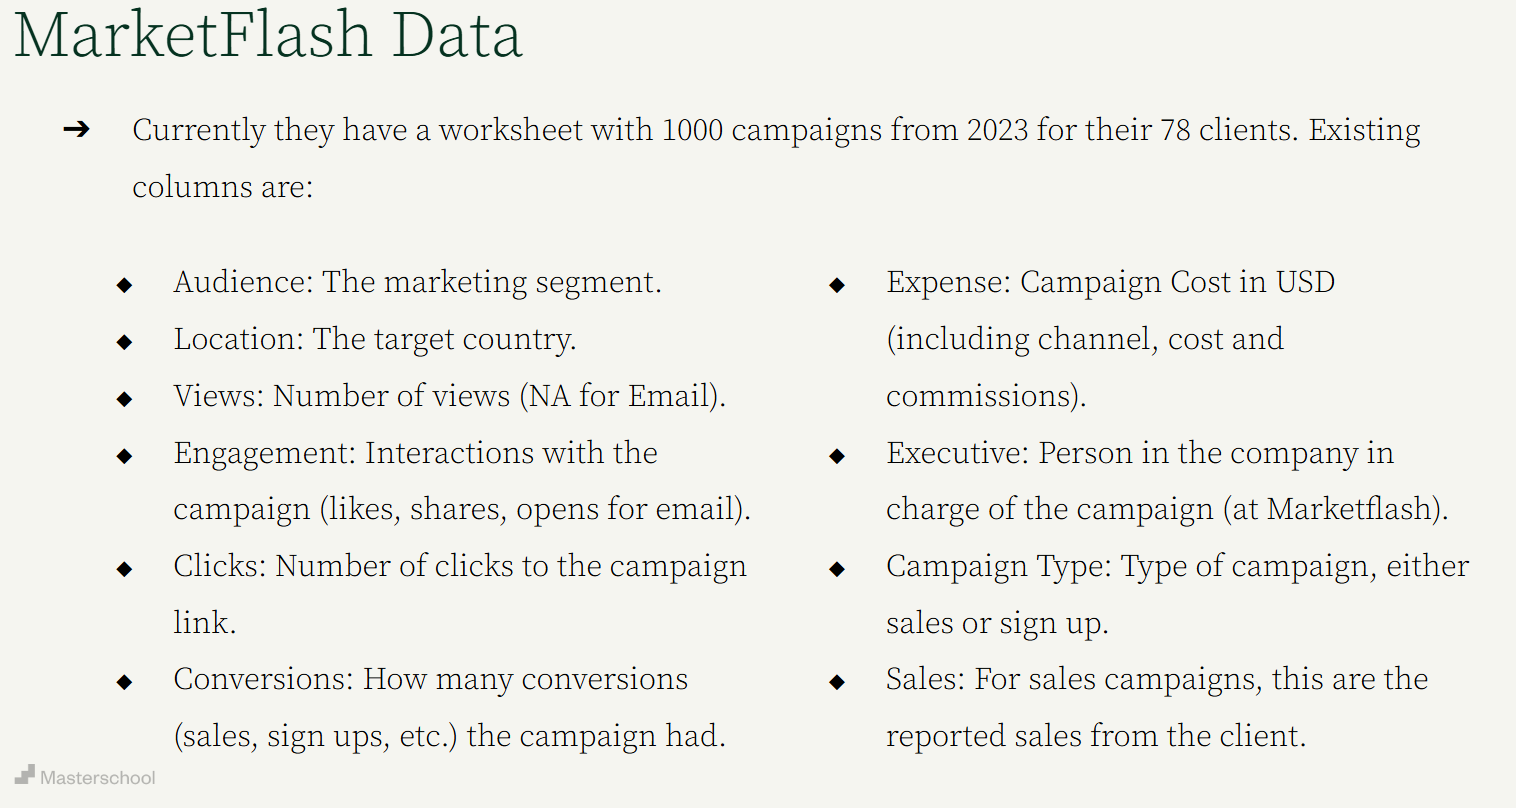 MarketFlash Data
➔ Currently they have a worksheet with 1000 campaigns from 2023 for their 78 clients. Existing
columns are:
◆ Audience: The marketing segment.
◆ Location: The target country.
◆ Views: Number of views (NA for Email).
◆ Engagement: Interactions with the
campaign (likes, shares, opens for email).
◆ Clicks: Number of clicks to the campaign
link.
◆ Conversions: How many conversions
(sales, sign ups, etc.) the campaign had.
◆ Expense: Campaign Cost in USD
(including channel, cost and
commissions).
◆ Executive: Person in the company in
charge of the campaign (at Marketflash).
◆ Campaign Type: Type of campaign, either
sales or sign up.
◆ Sales: For sales campaigns, this are the
reported sales from the client.
Masterschool